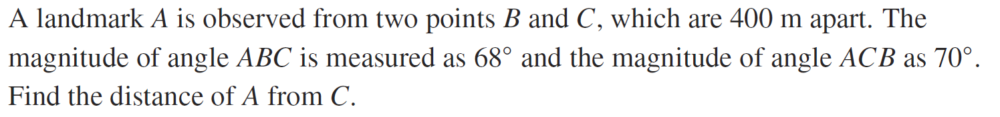 A landmark A is observed from two points B and C, which are 400 m apart. The
magnitude of angle ABC is measured as 68° and the magnitude of angle ACB as 70°.
Find the distance of A from C.